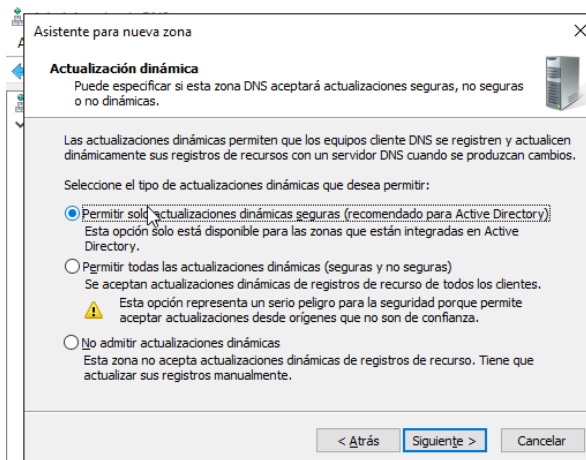 Asistente para nueva zona
Actualización dinámica
Puede especificar si esta zona DNS aceptará actualizaciones seguras, no seguras
o no dinámicas.
Las actualizaciones dinámicas permiten que los equipos cliente DNS se registren y actualicen
dinámicamente sus registros de recursos con un servidor DNS cuando se produzcan cambios.
Seleccione el tipo de actualizaciones dinámicas que desea permitir:
Permitir solo actualizaciones dinámicas seguras (recomendado para Active Directory)
Esta opción solo está disponible para las zonas que están integradas en Active
Directory.
Permitir todas las actualizaciones dinámicas (seguras y no seguras)
Se aceptan actualizaciones dinámicas de registros de recurso de todos los clientes.
Esta opción representa un serio peligro para la seguridad porque permite
aceptar actualizaciones desde orígenes que no son de confianza.
No admitir actualizaciones dinámicas
Esta zona no acepta actualizaciones dinámicas de registros de recurso. Tiene que
actualizar sus registros manualmente.
< Atrás Siguiente > Cancelar